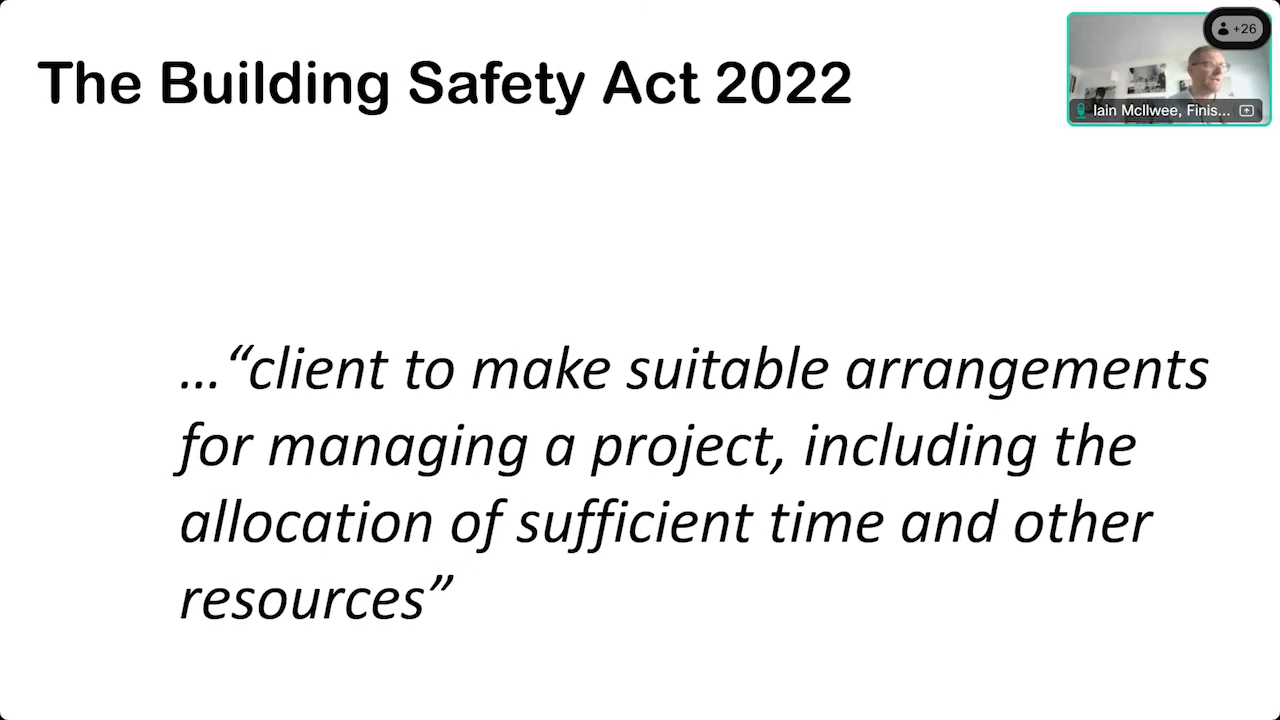 The Building Safety Act 2022
+26
Iain McIlwee, Finis...
…“client to make suitable arrangements
for managing a project, including the
allocation of sufficient time and other
resources”